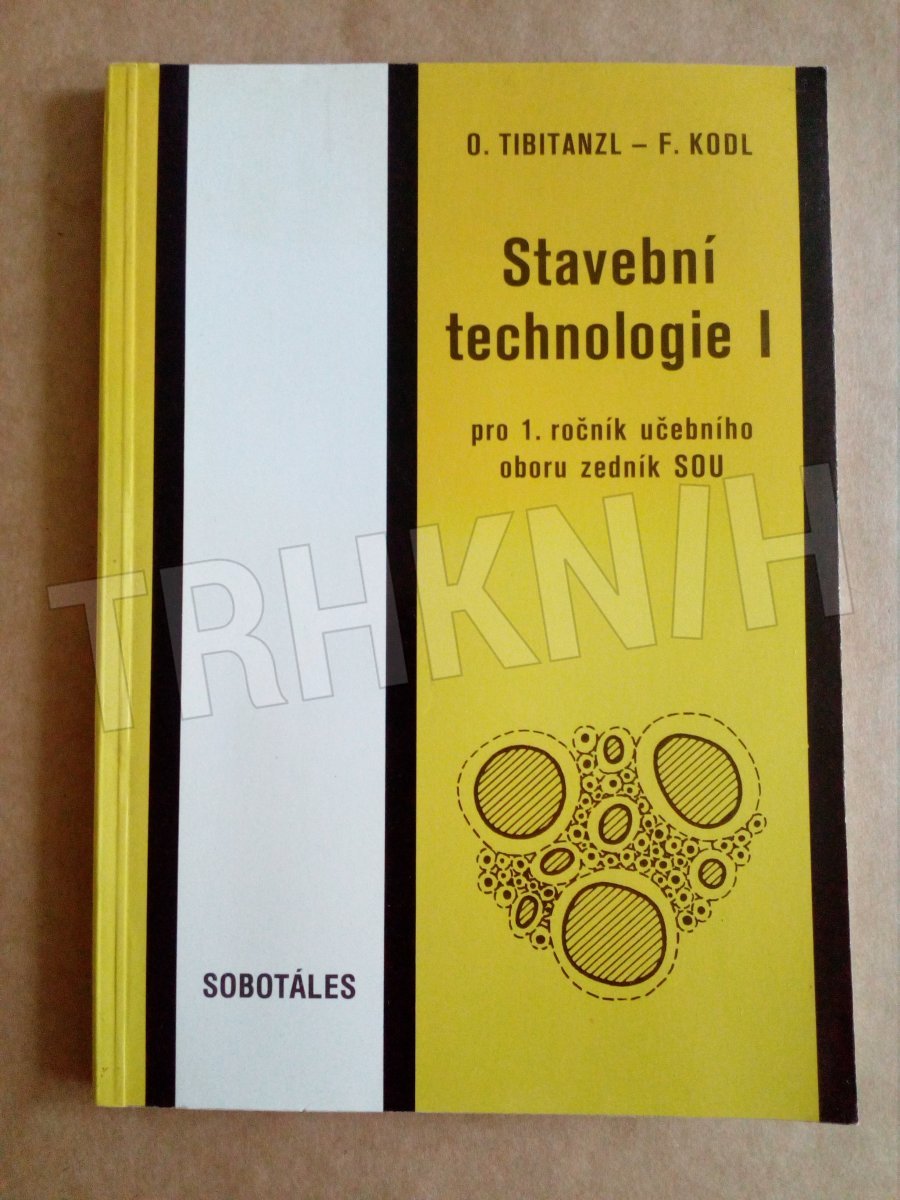 O. TIBITANZL – F. KODL
Stavební
technologie I
pro 1. ročník učebního
oboru zedník SOU
TRHKNIH
SOBOTÁLES